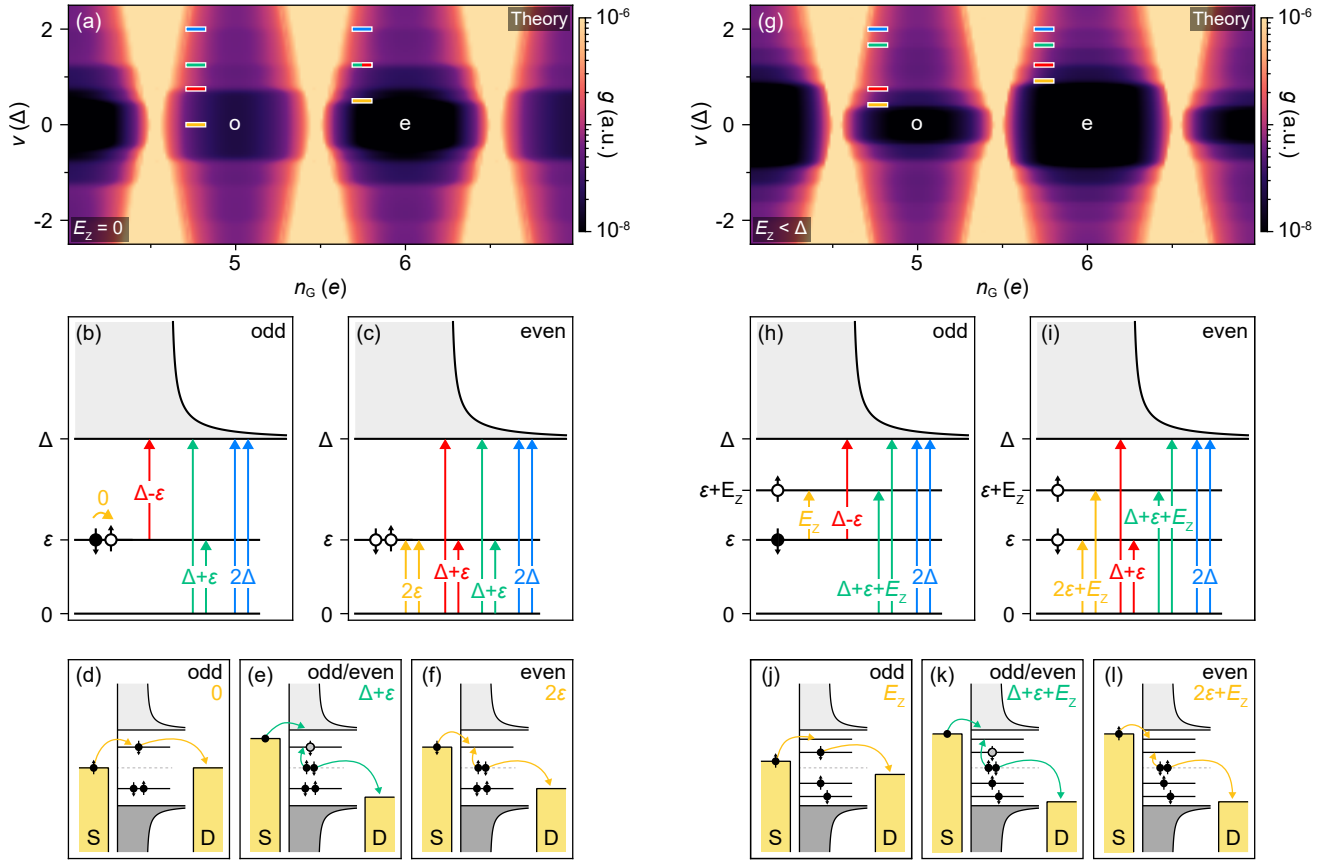 (a)
Theory
2
0
-2
v (Δ)
o
e
E_Z = 0
5
6
n_G (e)
10^-6
10^-8
g (a.u.)
(g)
Theory
2
0
-2
v (Δ)
o
e
E_Z < Δ
5
6
n_G (e)
10^-6
10^-8
g (a.u.)
(b)
odd
Δ
ε
0
0
Δ-ε
Δ+ε
2Δ
(c)
even
Δ
ε
0
2ε
Δ+ε
Δ+ε
2Δ
(h)
odd
Δ
ε+E_Z
ε
0
E_Z
Δ-ε
Δ+ε+E_Z
2Δ
(i)
even
Δ
ε+E_Z
ε
0
2ε+E_Z
Δ+ε
Δ+ε+E_Z
2Δ
(d)
odd
0
S
D
(e)
odd/even
Δ+ε
S
D
(f)
even
2ε
S
D
(j)
odd
E_Z
S
D
(k)
odd/even
Δ+ε+E_Z
S
D
(l)
even
2ε+E_Z
S
D